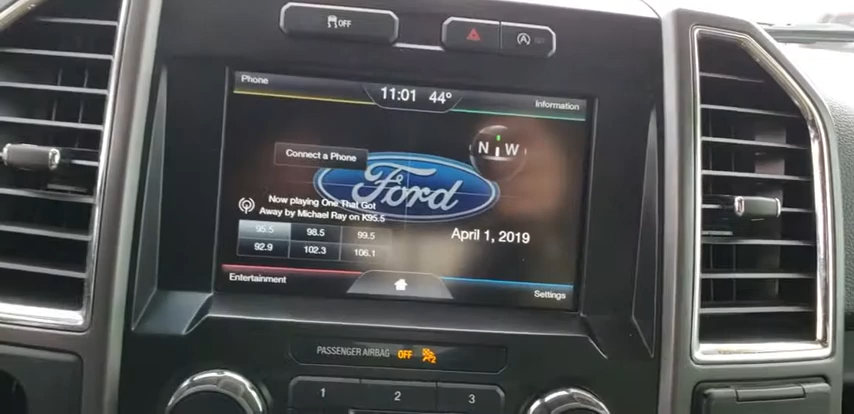 OFF
Phone
11:01 44°
Information
N W
Connect a Phone
Ford
Now playing One That Got
Away by Michael Ray on K95.5
95.5 98.5 99.5
92.9 102.3 106.1
April 1, 2019
Entertainment
Settings
PASSENGER AIRBAG OFF
1 2 3